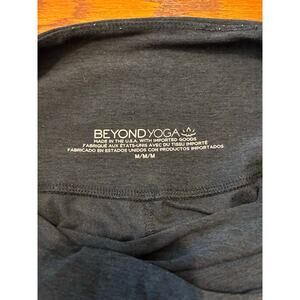 BEYOND YOGA
MADE IN THE U.S.A. WITH IMPORTED GOODS
FABRIQUÉ AUX ÉTATS-UNIS AVEC DU TISSU IMPORTÉ
FABRICADO EN ESTADOS UNIDOS CON PRODUCTOS IMPORTADOS
M/M/M